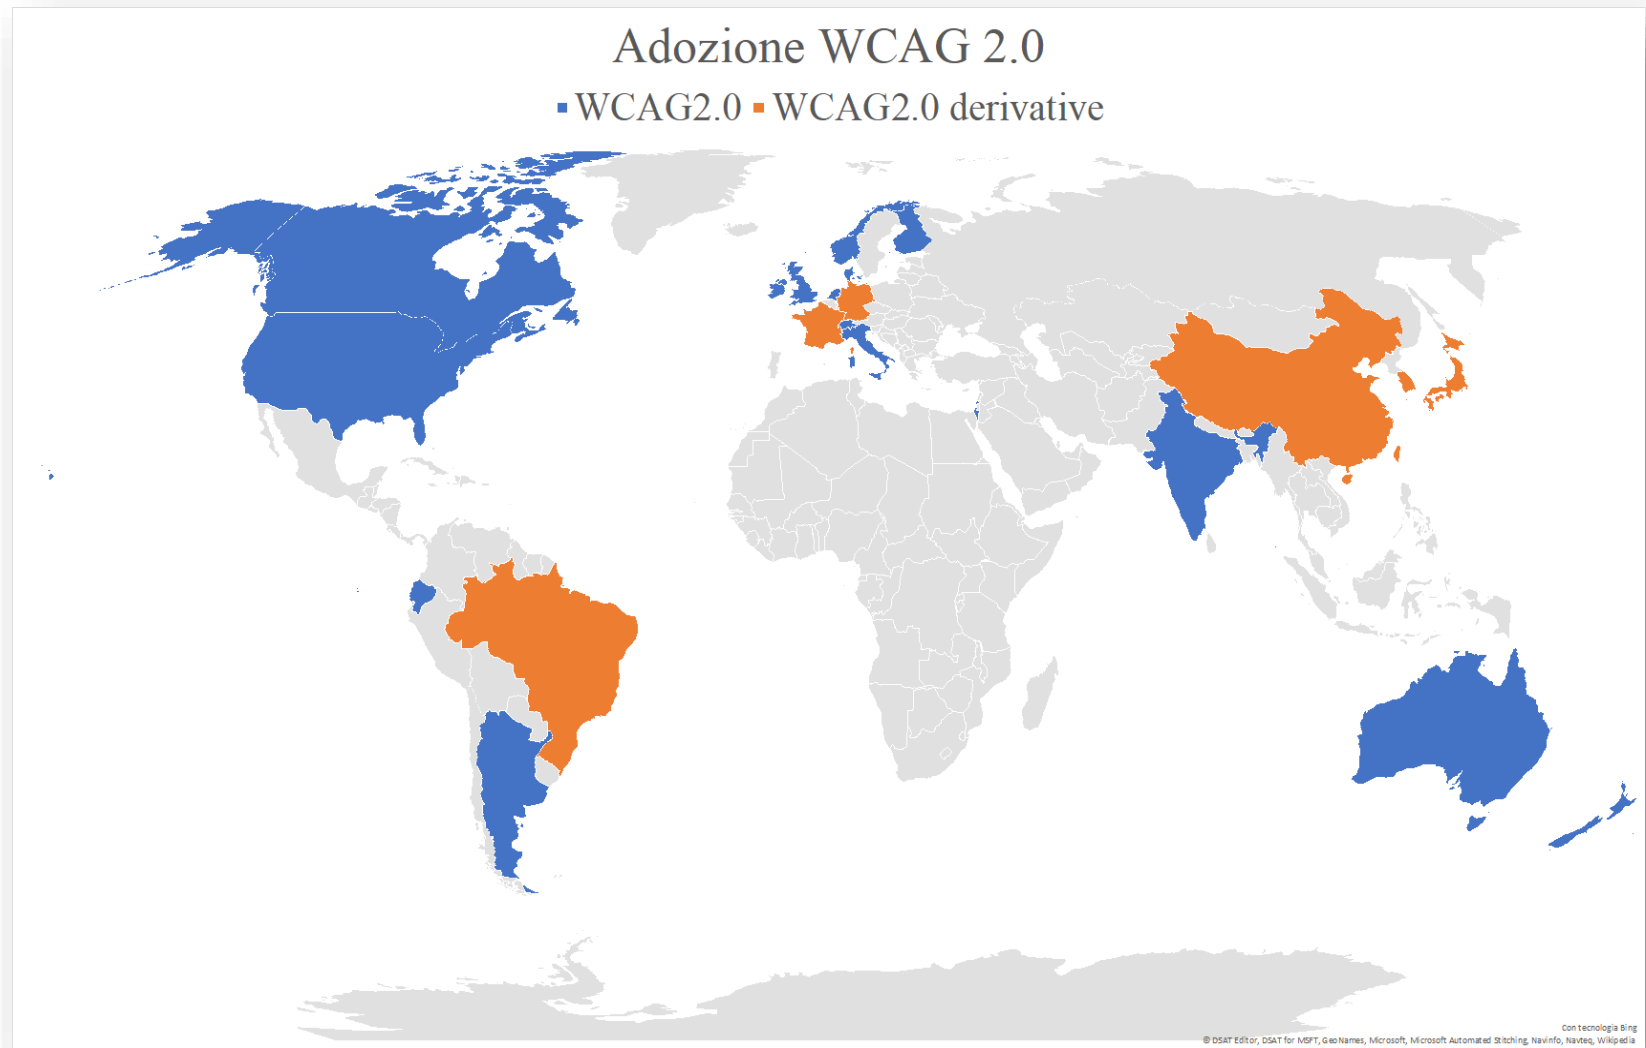 Adozione WCAG 2.0
WCAG2.0 WCAG2.0 derivative
Con tecnologia Bing
© DSAT Editor, DSAT for MSFT, GeoNames, Microsoft, Microsoft Automated Stitching, Navinfo, Navteq, Wikipedia